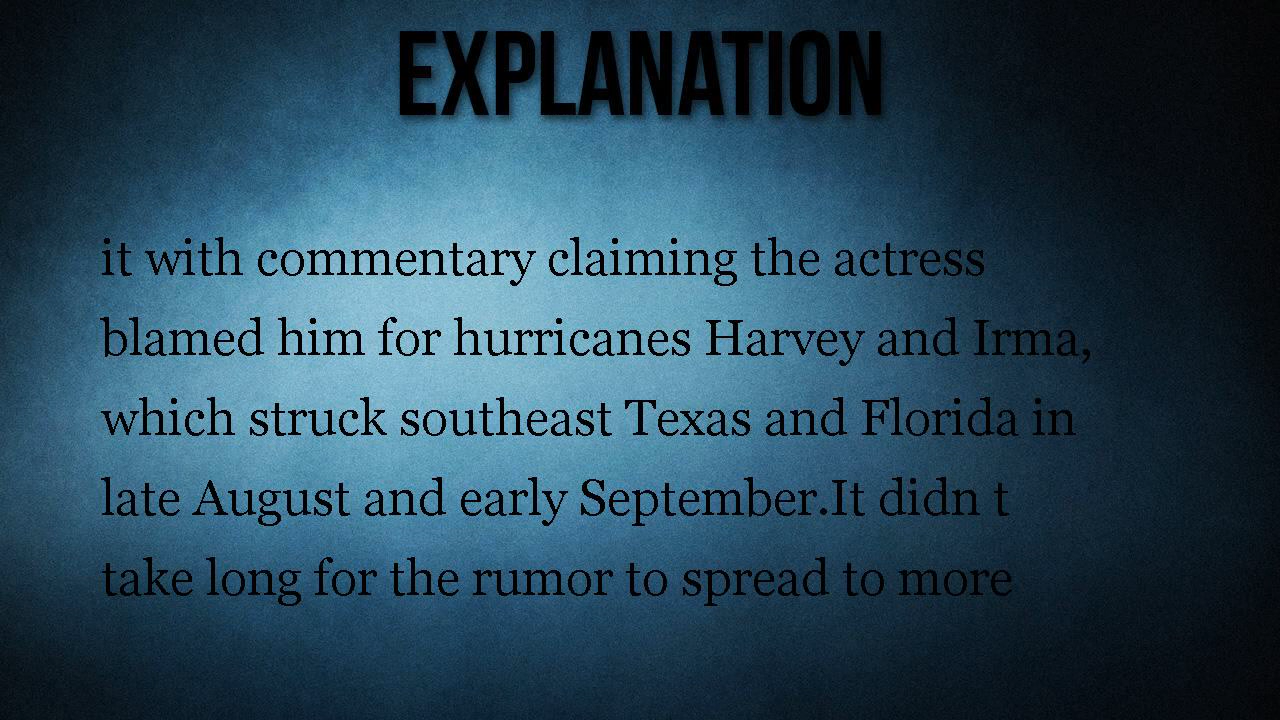 EXPLANATION
it with commentary claiming the actress
blamed him for hurricanes Harvey and Irma,
which struck southeast Texas and Florida in
late August and early September.It didn t
take long for the rumor to spread to more